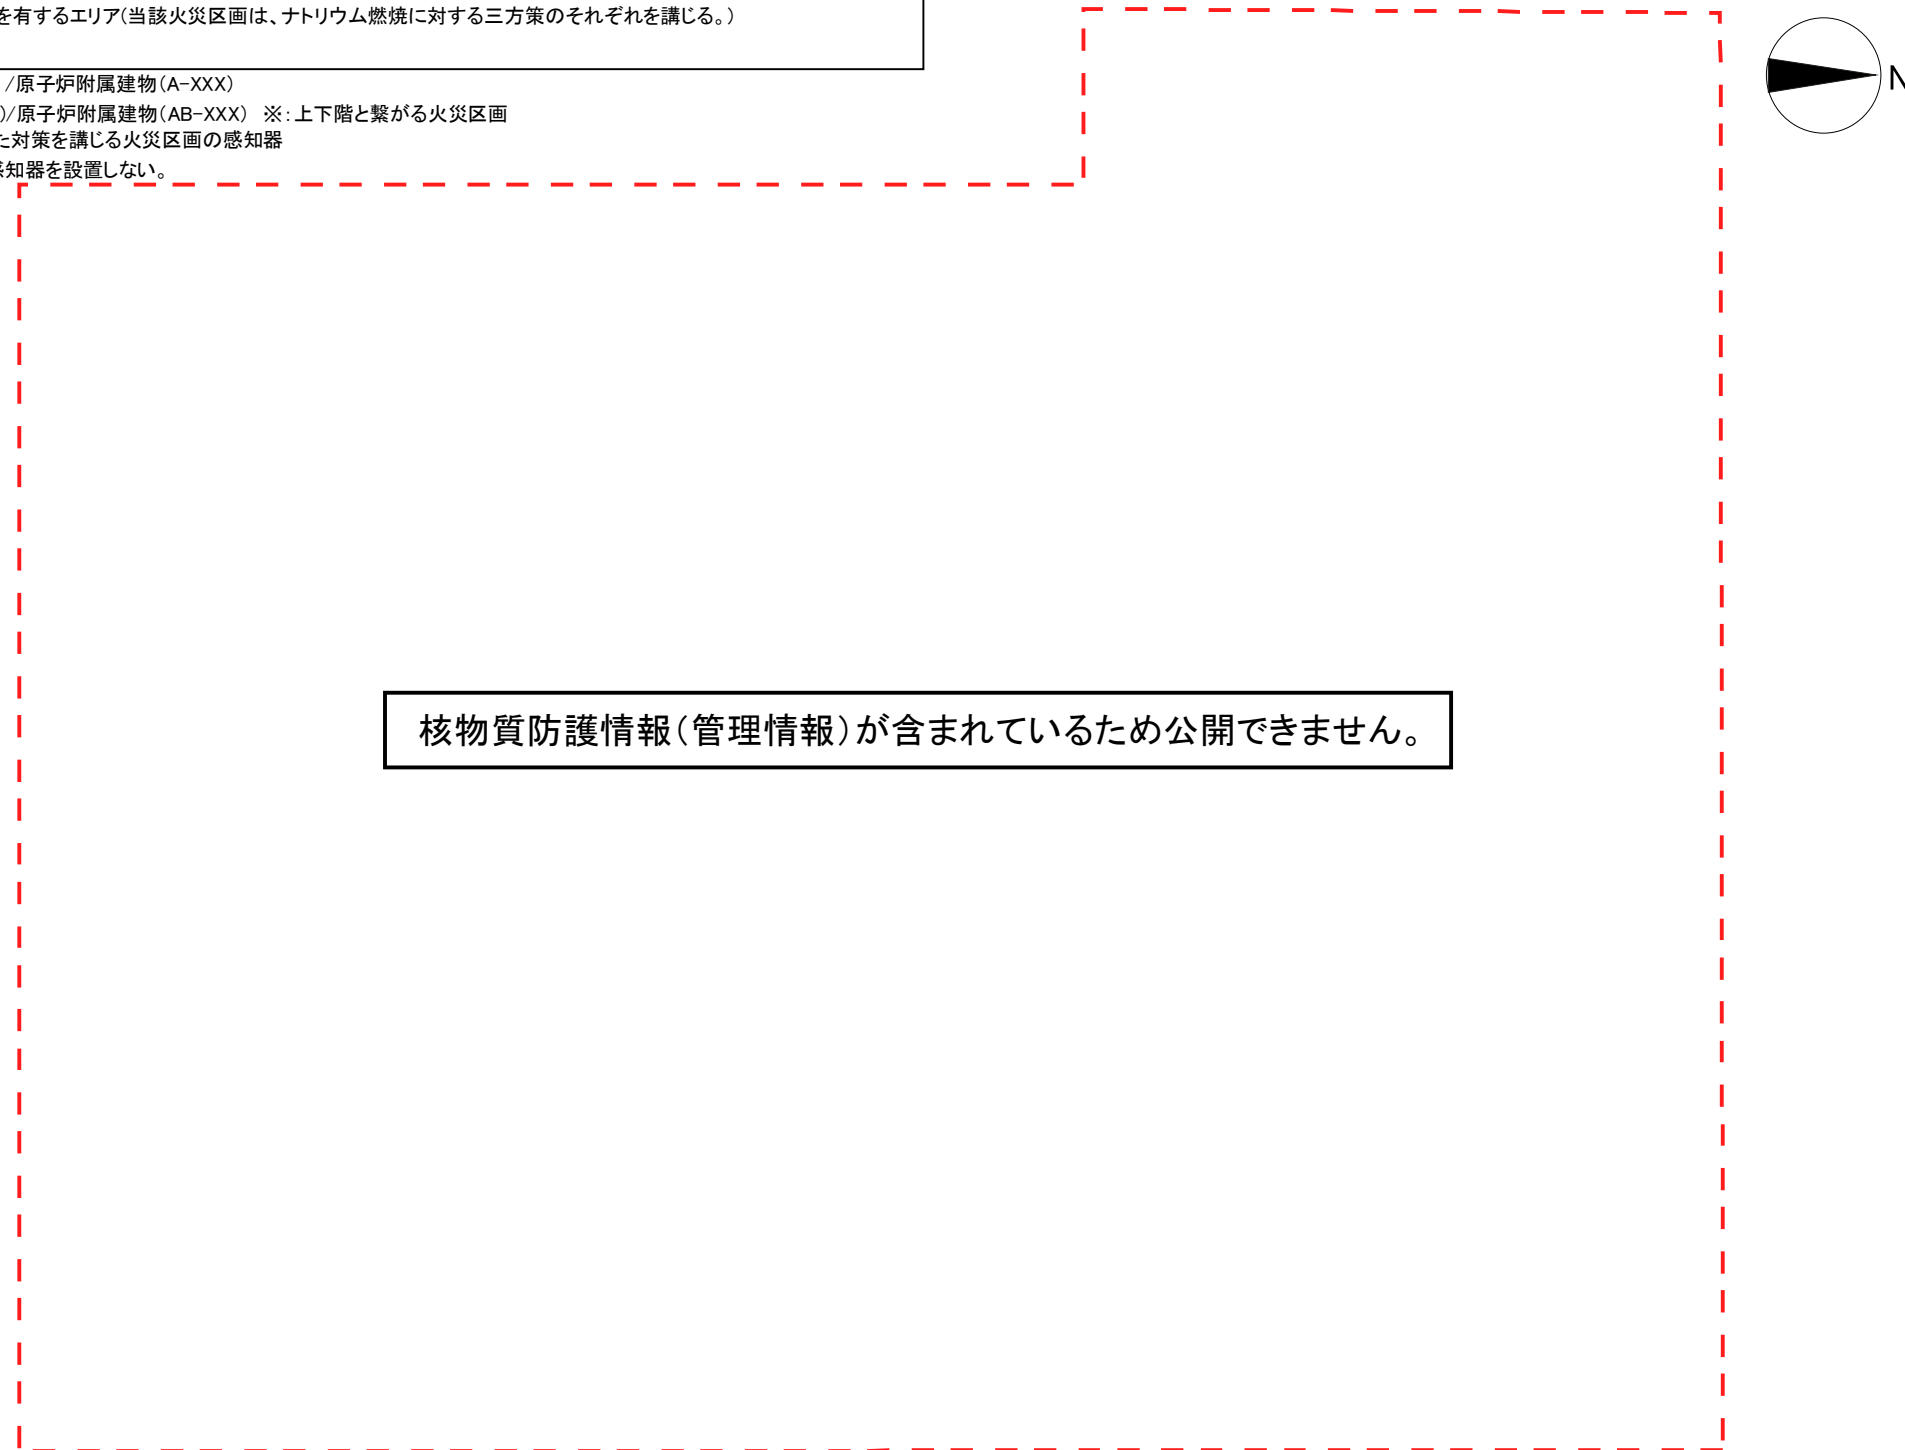 を有するエリア(当該火災区画は、ナトリウム燃焼に対する三方策のそれぞれを講じる。)
/原子炉附属建物(A-XXX)
)/原子炉附属建物(AB-XXX) ※:上下階と繋がる火災区画
た対策を講じる火災区画の感知器
感知器を設置しない。
N
核物質防護情報(管理情報)が含まれているため公開できません。